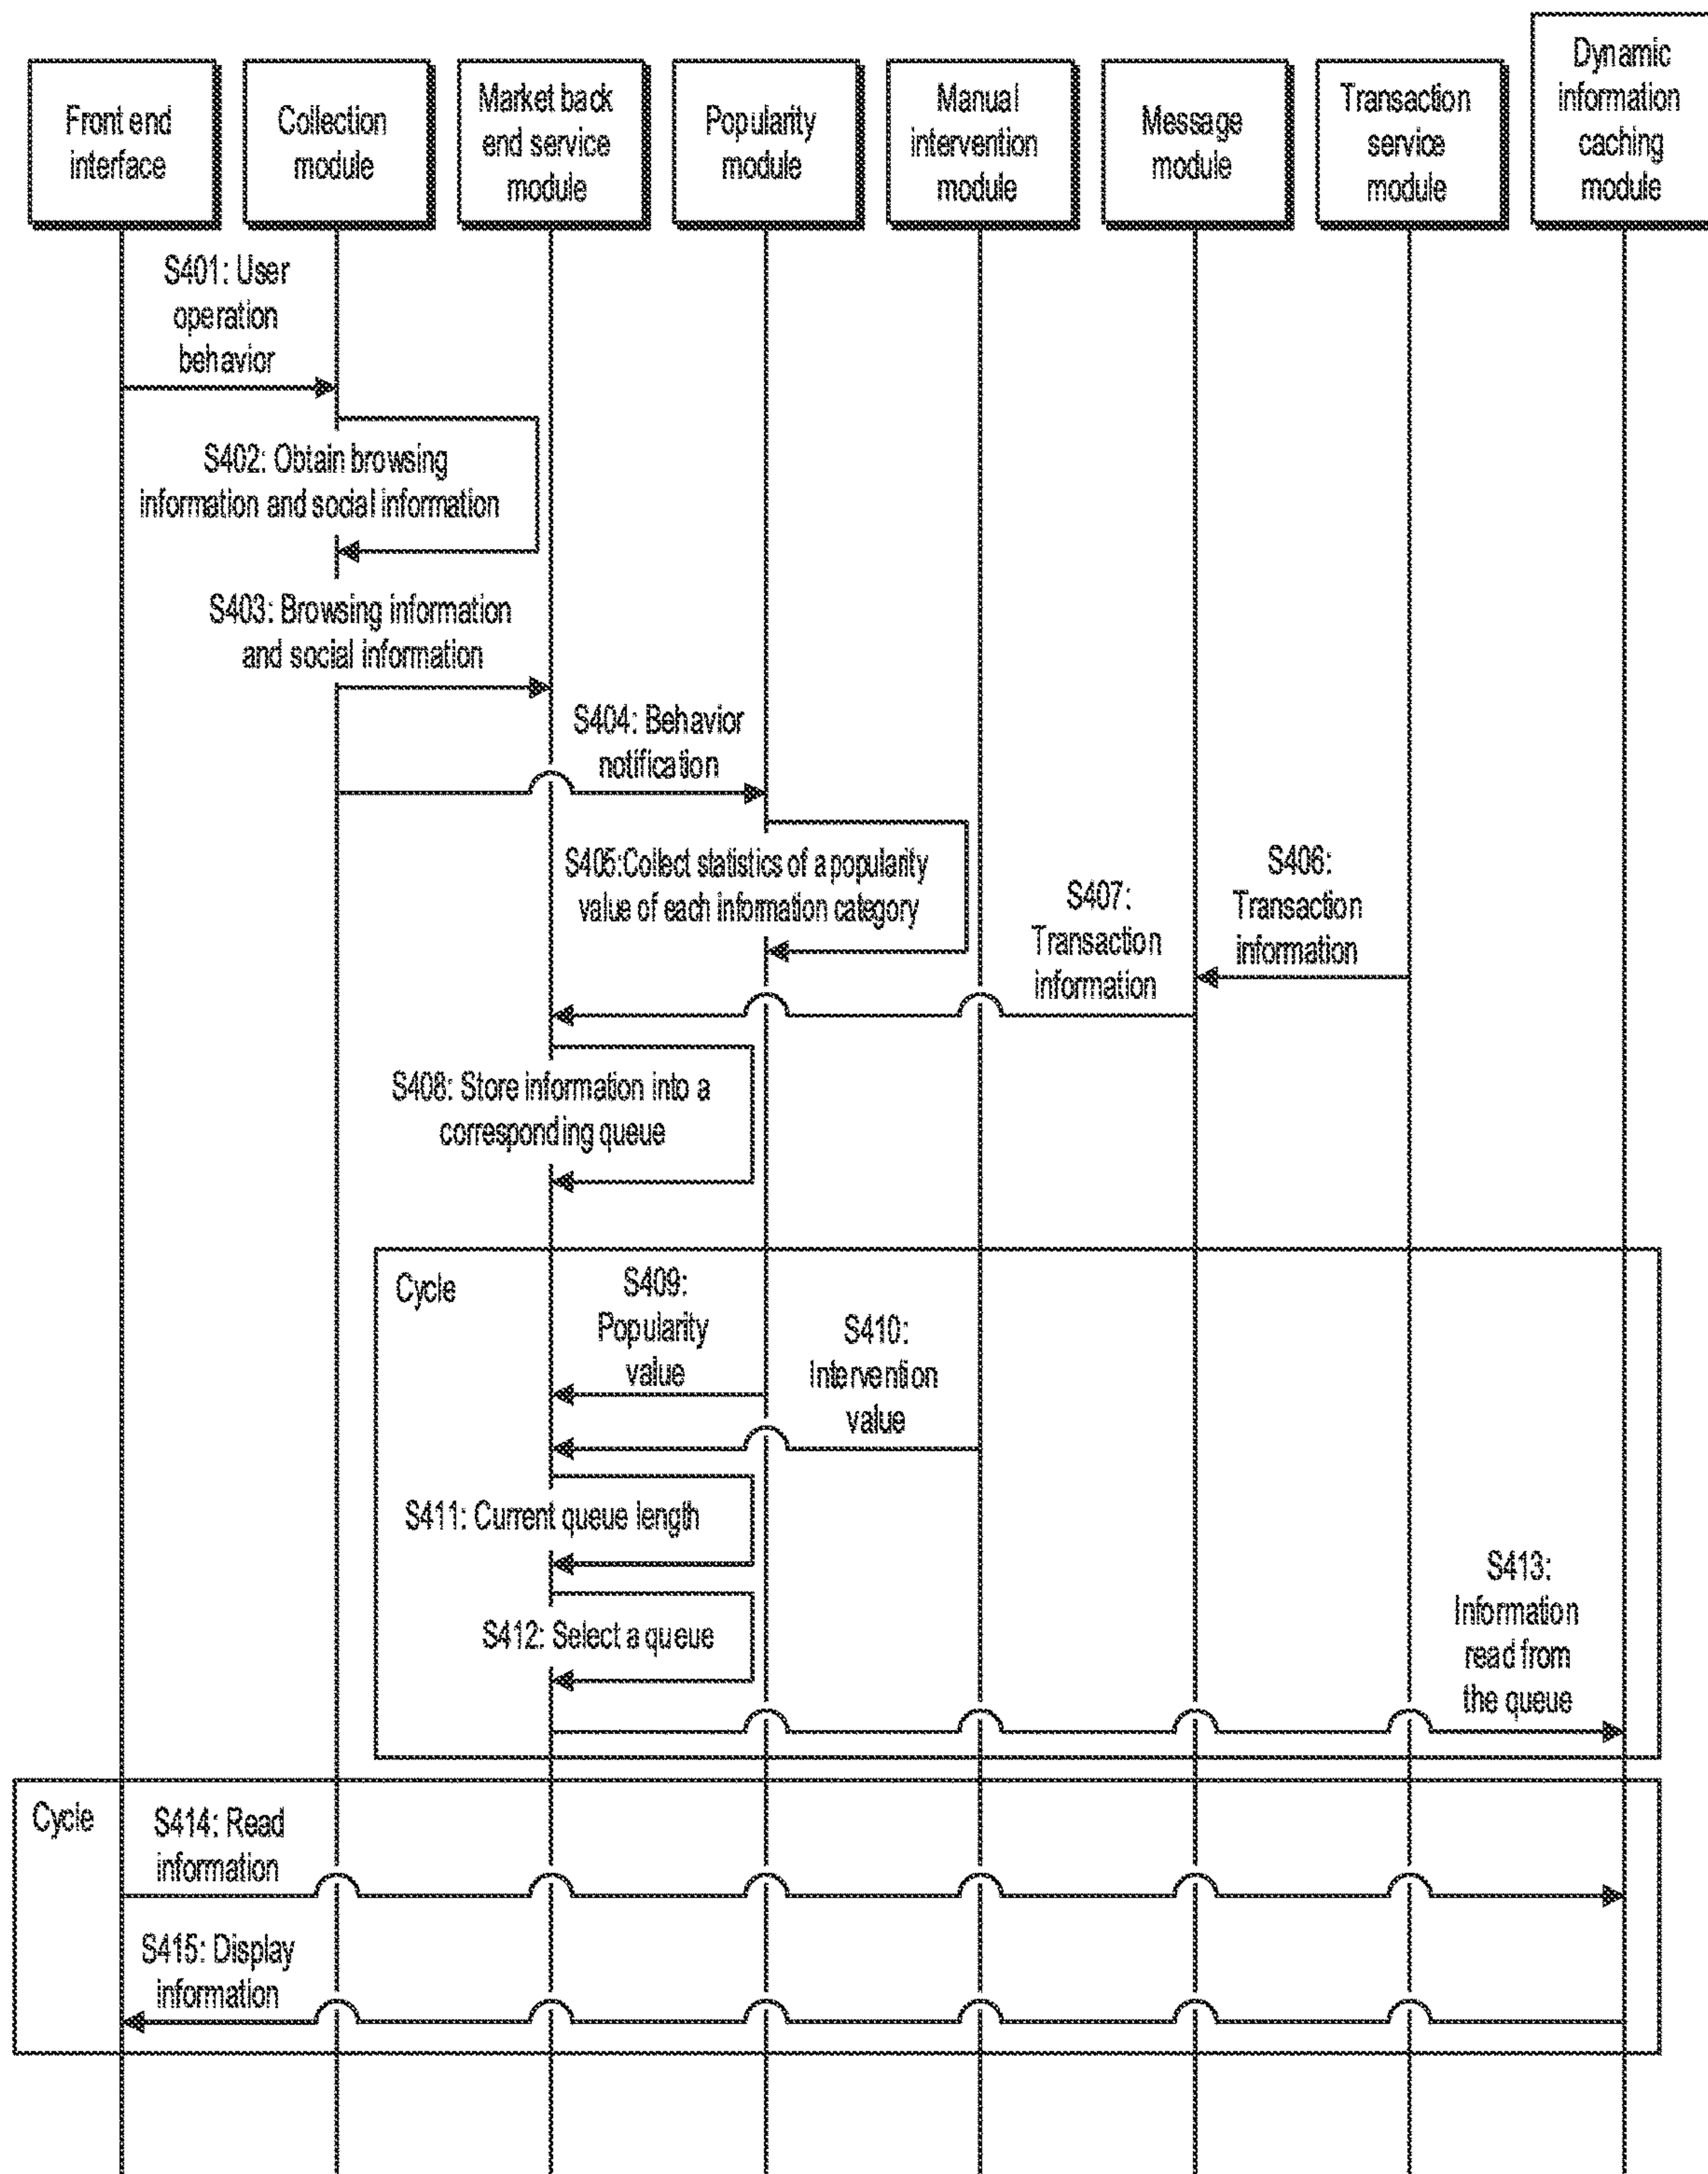 Front end
interface
Collection
module
Market back
end service
module
Popularity
module
Manual
intervention
module
Message
module
Transaction
service
module
Dynamic
information
caching
module
S401: User
operation
behavior
S402: Obtain browsing
information and social information
S403: Browsing information
and social information
S404: Behavior
notification
S405:Collect statistics of a popularity
value of each information category
S406:
Transaction
information
S407:
Transaction
information
S408: Store information into a
corresponding queue
Cycle
S409:
Popularity
value
S410:
Intervention
value
S411: Current queue length
S412: Select a queue
S413:
Information
read from
the queue
Cycle
S414: Read
information
S415: Display
information